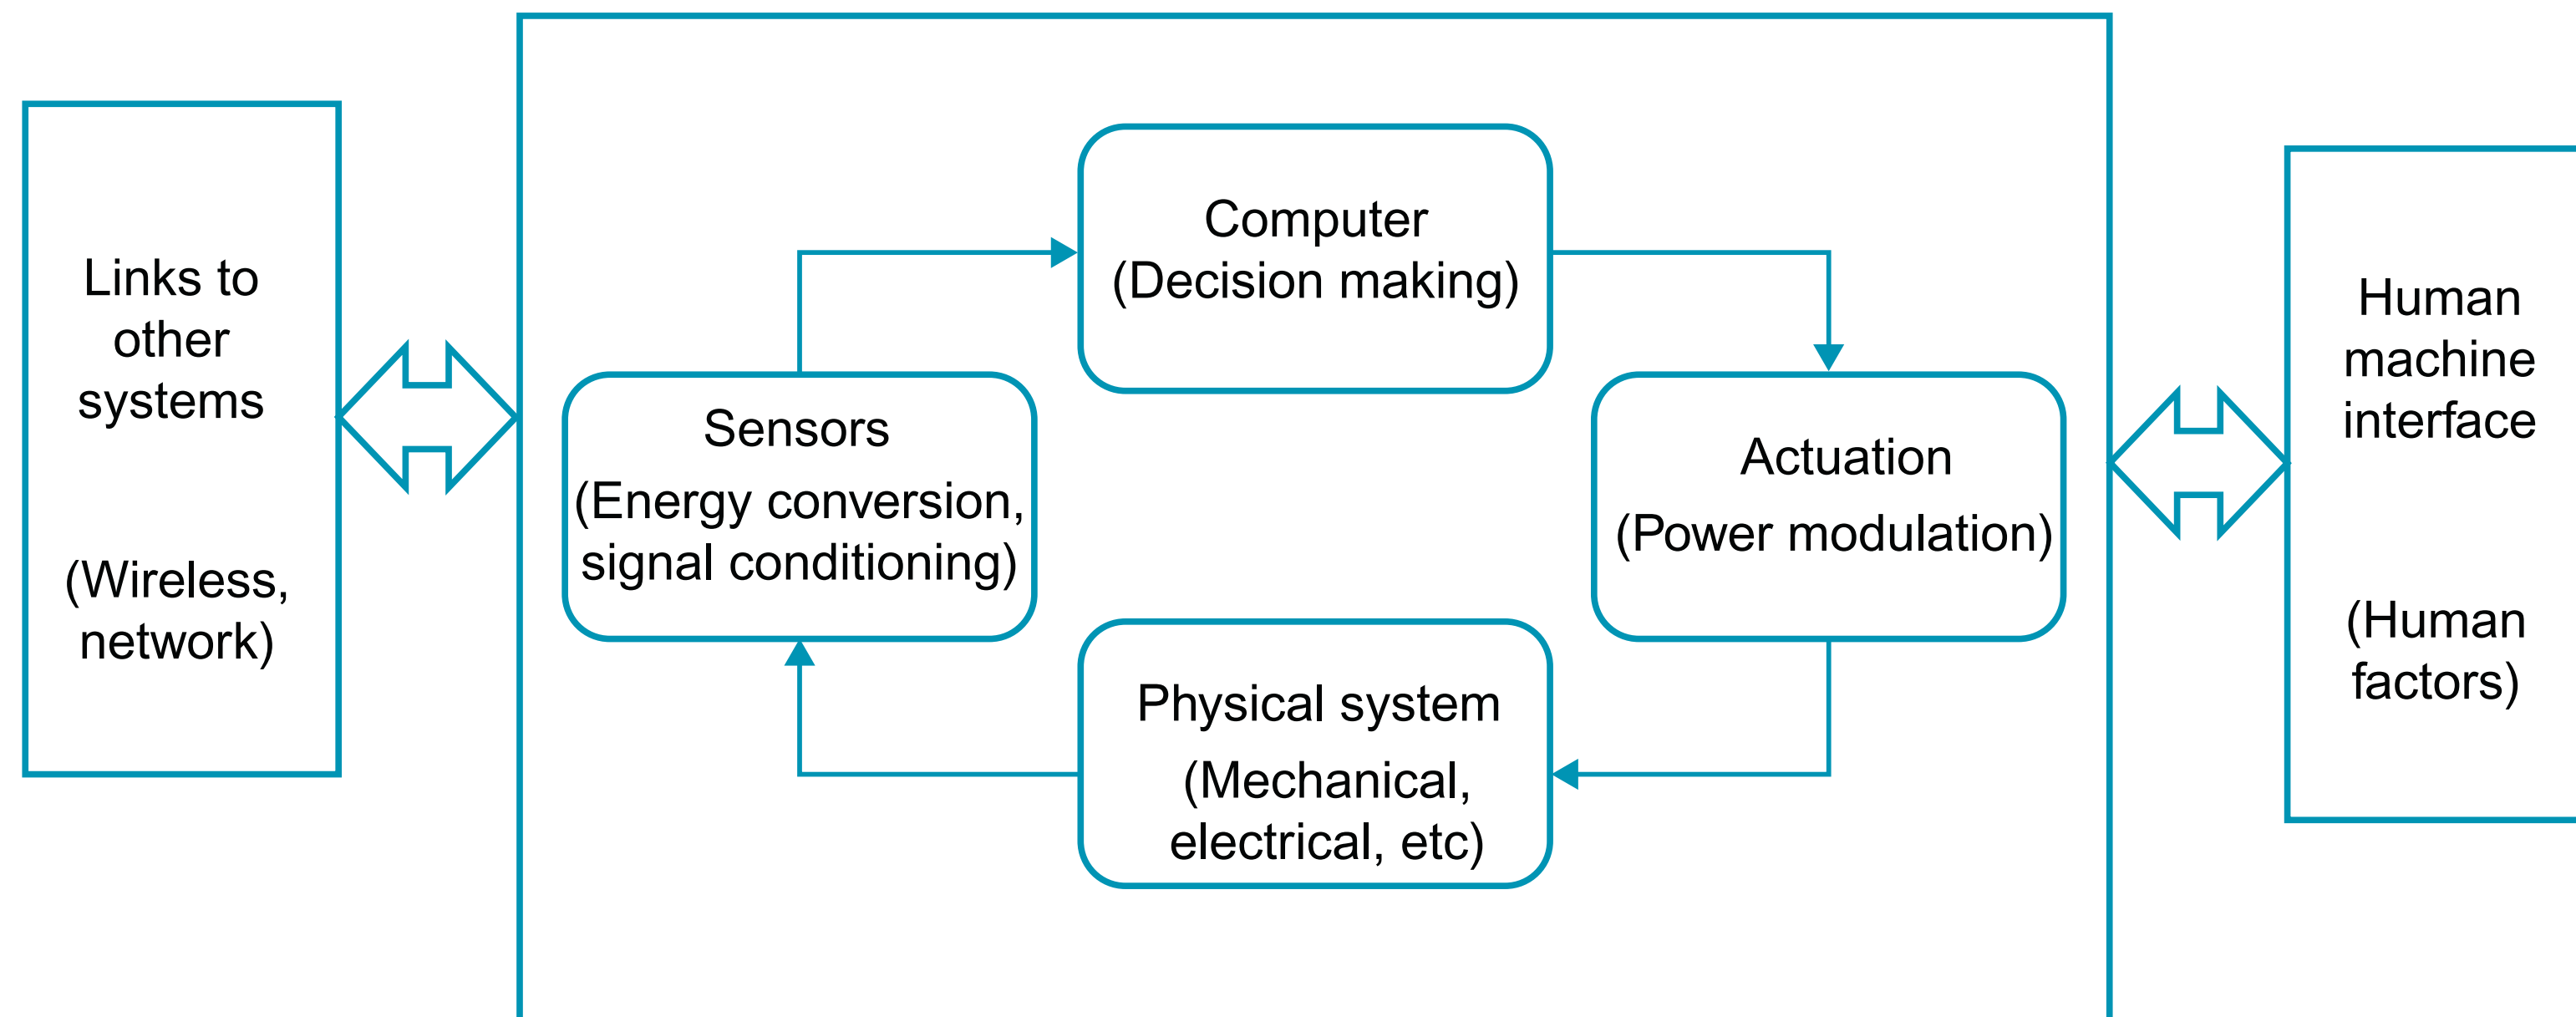 Links to
other
systems
(Wireless,
network)
Computer
(Decision making)
Sensors
(Energy conversion,
signal conditioning)
Actuation
(Power modulation)
Physical system
(Mechanical,
electrical, etc)
Human
machine
interface
(Human
factors)